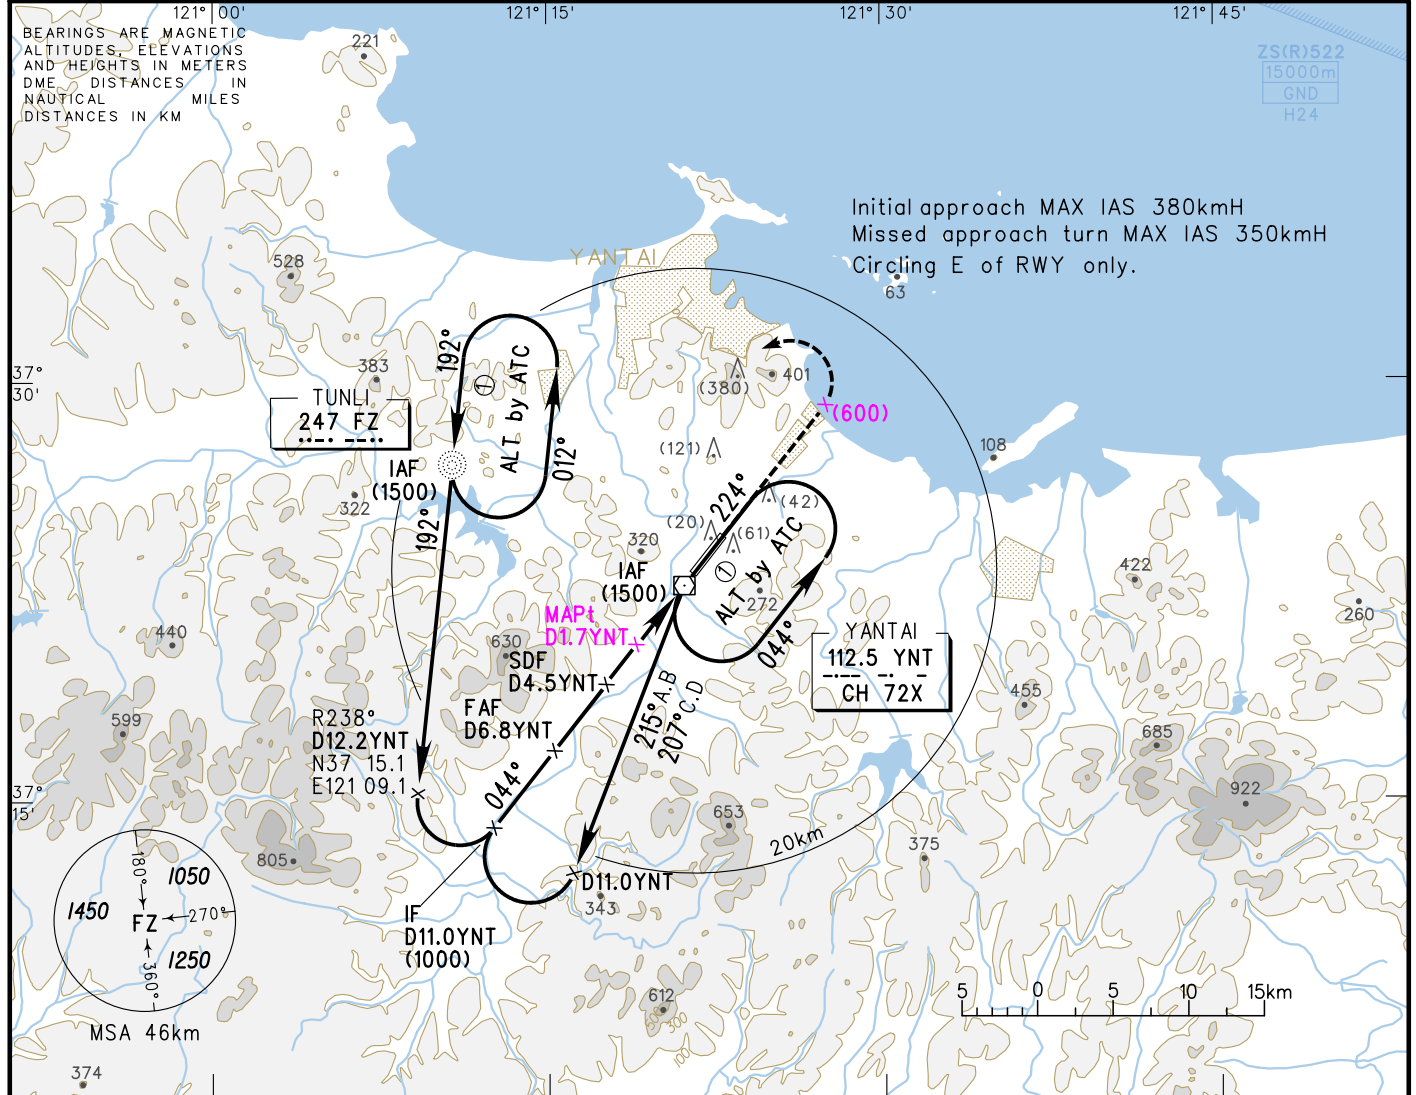 121° 00'
121° 15'
121° 30'
121° 45'
BEARINGS ARE MAGNETIC
ALTITUDES, ELEVATIONS
AND HEIGHTS IN METERS
DME DISTANCES IN
NAUTICAL MILES
DISTANCES IN KM
221
ZS(R)522
15000m
GND
H24
Initial approach MAX IAS 380kmH
Missed approach turn MAX IAS 350kmH
Circling E of RWY only.
YANTAI
63
528
192°
1
ALT by ATC
012°
383
37°
30'
TUNLI
247 FZ
IAF
(1500)
322
192°
(380)
401
(600)
(121)
108
224°
(42)
(20)
(61)
320
IAF
(1500)
1
ALT by ATC
272
044°
422
260
MAPt
D1.7YNT
440
630
SDF
D4.5YNT
YANTAI
112.5 YNT
CH 72X
215°A.B
207°C.D
455
FAF
D6.8YNT
599
R238°
D12.2YNT
N37 15.1
E121 09.1
685
044°
37°
15'
922
653
20km
375
805
D11.0YNT
343
IF
D11.0YNT
(1000)
180°
1050
1450
FZ
270°
1250
360°
MSA 46km
612
500
300
100
5 0 5 10 15km
374